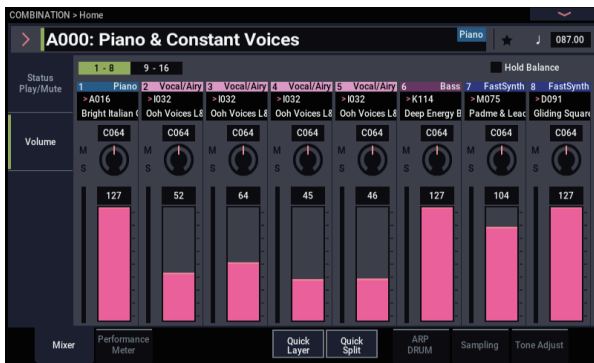 COMBINATION > Home
> A000: Piano & Constant Voices Piano ★ ♩ 087.00
1 - 8 9 - 16 Hold Balance
Status
Play/Mute
Volume
1 Piano 2 Vocal/Airy 3 Vocal/Airy 4 Vocal/Airy 5 Vocal/Airy 6 Bass 7 FastSynth 8 FastSynth
>A016 >I032 >I032 >I032 >I032 >K114 >M075 >D091
Bright Italian Ooh Voices L& Ooh Voices L& Ooh Voices L& Ooh Voices L& Deep Energy B Padme & Lead Gliding Square
C064 C064 C064 C064 C064 C064 C064 C064
M M M M M M M M
S S S S S S S S
127 52 64 45 46 127 104 127
Mixer
Performance
Meter
Quick
Layer
Quick
Split
ARP
DRUM
Sampling
Tone Adjust